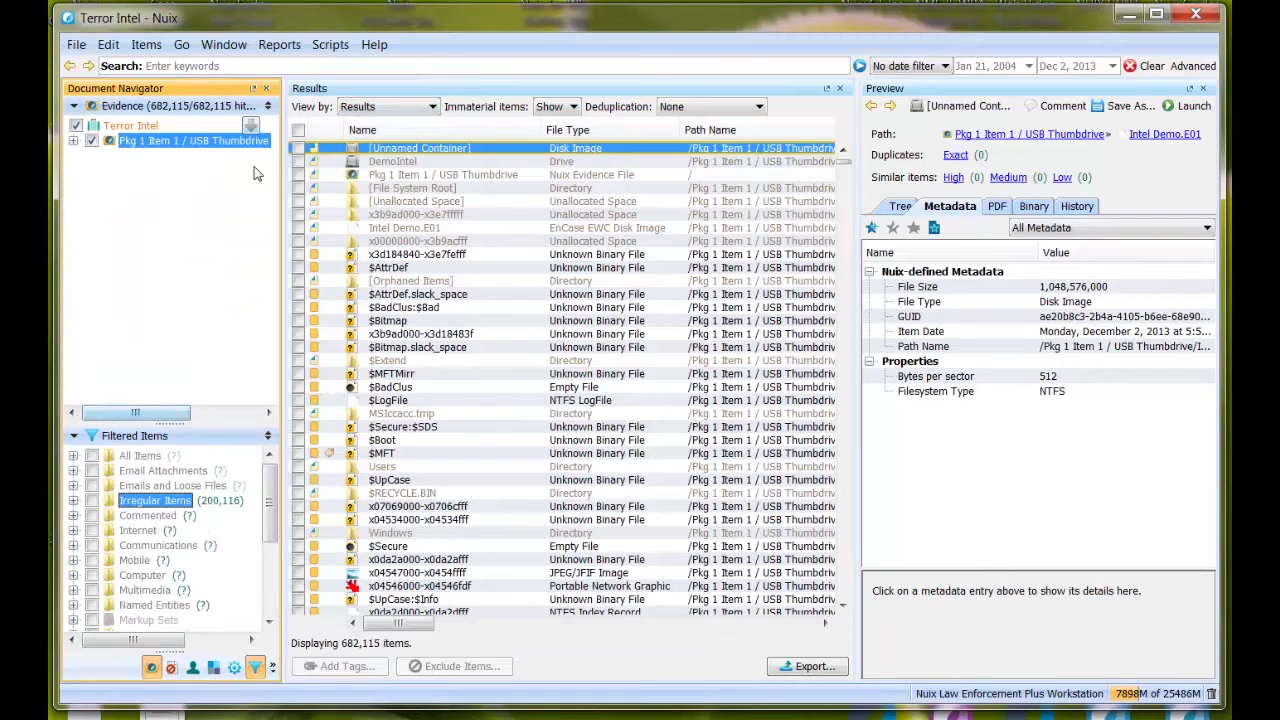 Terror Intel - Nuix
File Edit Items Go Window Reports Scripts Help
Search: Enter keywords
No date filter Jan 21, 2004 Dec 2, 2013 Clear Advanced
Document Navigator
Evidence (682,115/682,115 hit...
Terror Intel
Pkg 1 Item 1 / USB Thumbdrive
Filtered Items
All Items (?)
Email Attachments (?)
Emails and Loose Files (?)
Irregular Items (200,116)
Commented (?)
Internet (?)
Communications (?)
Mobile (?)
Computer (?)
Multimedia (?)
Named Entities (?)
Markup Sets
Results
View by: Results Immaterial items: Show Deduplication: None
Name File Type Path Name
[Unnamed Container] Disk Image /Pkg 1 Item 1 / USB Thumbdriv
DemoIntel Drive /Pkg 1 Item 1 / USB Thumbdriv
Pkg 1 Item 1 / USB Thumbdrive Nuix Evidence File /
[File System Root] Directory /Pkg 1 Item 1 / USB Thumbdriv
[Unallocated Space] Unallocated Space /Pkg 1 Item 1 / USB Thumbdriv
x3b9ad000-x3e7fffff Unallocated Space /Pkg 1 Item 1 / USB Thumbdriv
Intel Demo.E01 EnCase EWC Disk Image /Pkg 1 Item 1 / USB Thumbdriv
x00000000-x3b9acfff Unallocated Space /Pkg 1 Item 1 / USB Thumbdriv
x3d184840-x3e7fefff Unknown Binary File /Pkg 1 Item 1 / USB Thumbdriv
$AttrDef Unknown Binary File /Pkg 1 Item 1 / USB Thumbdriv
[Orphaned Items] Directory /Pkg 1 Item 1 / USB Thumbdriv
$AttrDef.slack_space Unknown Binary File /Pkg 1 Item 1 / USB Thumbdriv
$BadClus:$Bad Unknown Binary File /Pkg 1 Item 1 / USB Thumbdriv
$Bitmap Unknown Binary File /Pkg 1 Item 1 / USB Thumbdriv
x3b9ad000-x3d18483f Unknown Binary File /Pkg 1 Item 1 / USB Thumbdriv
$Bitmap.slack_space Unknown Binary File /Pkg 1 Item 1 / USB Thumbdriv
$Extend Directory /Pkg 1 Item 1 / USB Thumbdriv
$MFTMirr Unknown Binary File /Pkg 1 Item 1 / USB Thumbdriv
$BadClus Empty File /Pkg 1 Item 1 / USB Thumbdriv
$LogFile NTFS LogFile /Pkg 1 Item 1 / USB Thumbdriv
MSIccacc.tmp Directory /Pkg 1 Item 1 / USB Thumbdriv
$Secure:$SDS Unknown Binary File /Pkg 1 Item 1 / USB Thumbdriv
$Boot Unknown Binary File /Pkg 1 Item 1 / USB Thumbdriv
$MFT Unknown Binary File /Pkg 1 Item 1 / USB Thumbdriv
Users Directory /Pkg 1 Item 1 / USB Thumbdriv
$UpCase Unknown Binary File /Pkg 1 Item 1 / USB Thumbdriv
$RECYCLE.BIN Directory /Pkg 1 Item 1 / USB Thumbdriv
x07069000-x0706cfff Unknown Binary File /Pkg 1 Item 1 / USB Thumbdriv
x04534000-x04534fff Unknown Binary File /Pkg 1 Item 1 / USB Thumbdriv
Windows Directory /Pkg 1 Item 1 / USB Thumbdriv
$Secure Empty File /Pkg 1 Item 1 / USB Thumbdriv
x0da2a000-x0da2afff Unknown Binary File /Pkg 1 Item 1 / USB Thumbdriv
x04547000-x0454ffff JPEG/JFIF Image /Pkg 1 Item 1 / USB Thumbdriv
x04546000-x04546fdf Portable Network Graphic /Pkg 1 Item 1 / USB Thumbdriv
$UpCase:$Info Unknown Binary File /Pkg 1 Item 1 / USB Thumbdriv
x0da2d000-x0da2dfff NTFS Index Record /Pkg 1 Item 1 / USB Thumbdriv
Displaying 682,115 items.
Add Tags... Exclude Items... Export...
Preview
[Unnamed Cont... Comment Save As... Launch
Path: Pkg 1 Item 1 / USB Thumbdrive» Intel Demo.E01
Duplicates: Exact (0)
Similar items: High (0) Medium (0) Low (0)
Tree Metadata PDF Binary History
All Metadata
Name Value
Nuix-defined Metadata
File Size 1,048,576,000
File Type Disk Image
GUID ae20b8c3-2b4a-4105-b6ee-68e90...
Item Date Monday, December 2, 2013 at 5:5...
Path Name /Pkg 1 Item 1 / USB Thumbdrive/I...
Properties
Bytes per sector 512
Filesystem Type NTFS
Click on a metadata entry above to show its details here.
Nuix Law Enforcement Plus Workstation 7898M of 25486M